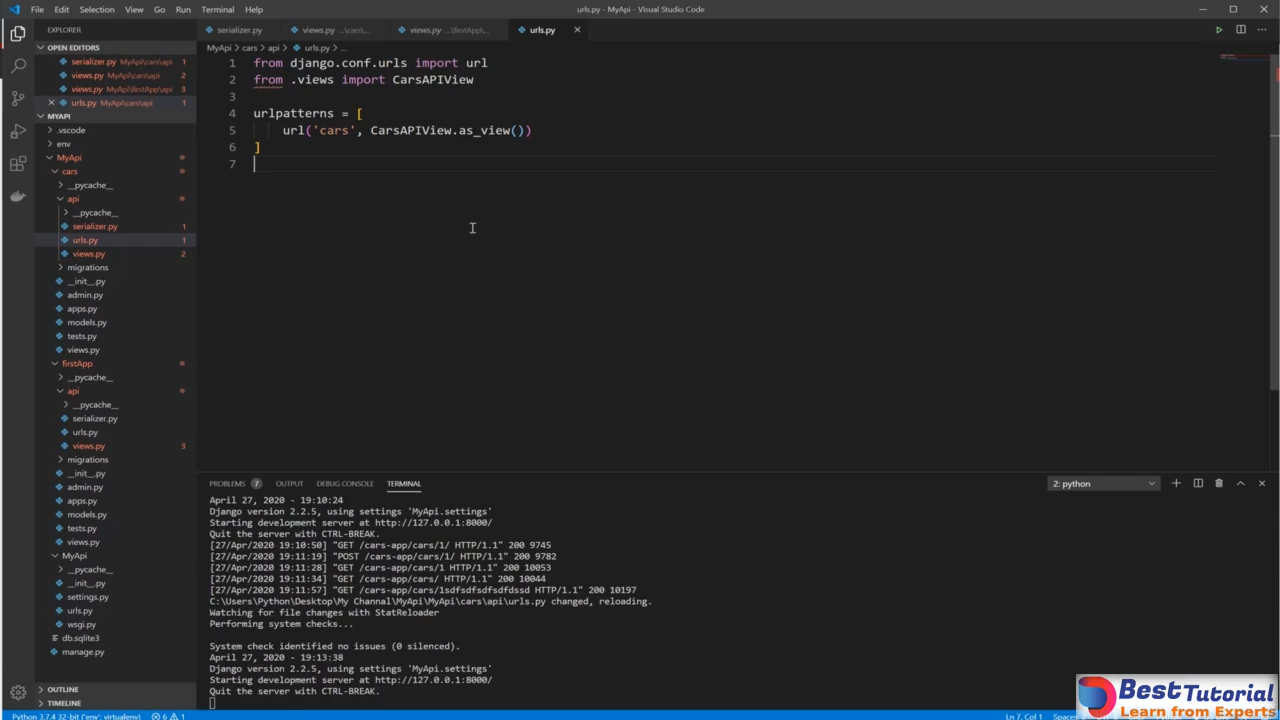 File Edit Selection View Go Run Terminal Help
urls.py - MyApi - Visual Studio Code
EXPLORER
OPEN EDITORS
serializer.py MyApi\cars\api 1
views.py MyApi\cars\api 2
views.py MyApi\firstApp\api 3
urls.py MyApi\cars\api 1
MYAPI
.vscode
env
MyApi
cars
__pycache__
api
__pycache__
serializer.py 1
urls.py 1
views.py 2
migrations
__init__.py
admin.py
apps.py
models.py
tests.py
views.py
firstApp
__pycache__
api
__pycache__
serializer.py
urls.py
views.py 3
migrations
__init__.py
admin.py
apps.py
models.py
tests.py
views.py
MyApi
__pycache__
__init__.py
settings.py
urls.py
wsgi.py
db.sqlite3
manage.py
OUTLINE
TIMELINE
serializer.py views.py ...\cars\... views.py ...\firstApp\... urls.py
MyApi > cars > api > urls.py > ...
1 from django.conf.urls import url
2 from .views import CarsAPIView
3
4 urlpatterns = [
5 url('cars', CarsAPIView.as_view())
6 ]
7
PROBLEMS 7 OUTPUT DEBUG CONSOLE TERMINAL 2: python
April 27, 2020 - 19:10:24
Django version 2.2.5, using settings 'MyApi.settings'
Starting development server at http://127.0.0.1:8000/
Quit the server with CTRL-BREAK.
[27/Apr/2020 19:10:50] "GET /cars-app/cars/1/ HTTP/1.1" 200 9745
[27/Apr/2020 19:11:19] "POST /cars-app/cars/1/ HTTP/1.1" 200 9782
[27/Apr/2020 19:11:28] "GET /cars-app/cars/1 HTTP/1.1" 200 10053
[27/Apr/2020 19:11:34] "GET /cars-app/cars/ HTTP/1.1" 200 10044
[27/Apr/2020 19:11:57] "GET /cars-app/cars/1sdfsdfsdfsdfdssd HTTP/1.1" 200 10197
C:\Users\Python\Desktop\My Channal\MyApi\MyApi\cars\api\urls.py changed, reloading.
Watching for file changes with StatReloader
Performing system checks...
System check identified no issues (0 silenced).
April 27, 2020 - 19:13:38
Django version 2.2.5, using settings 'MyApi.settings'
Starting development server at http://127.0.0.1:8000/
Quit the server with CTRL-BREAK.
Python 3.7.4 32-bit ('env': virtualenv) 6 1
Ln 7, Col 1
Best Tutorial
Learn from Experts